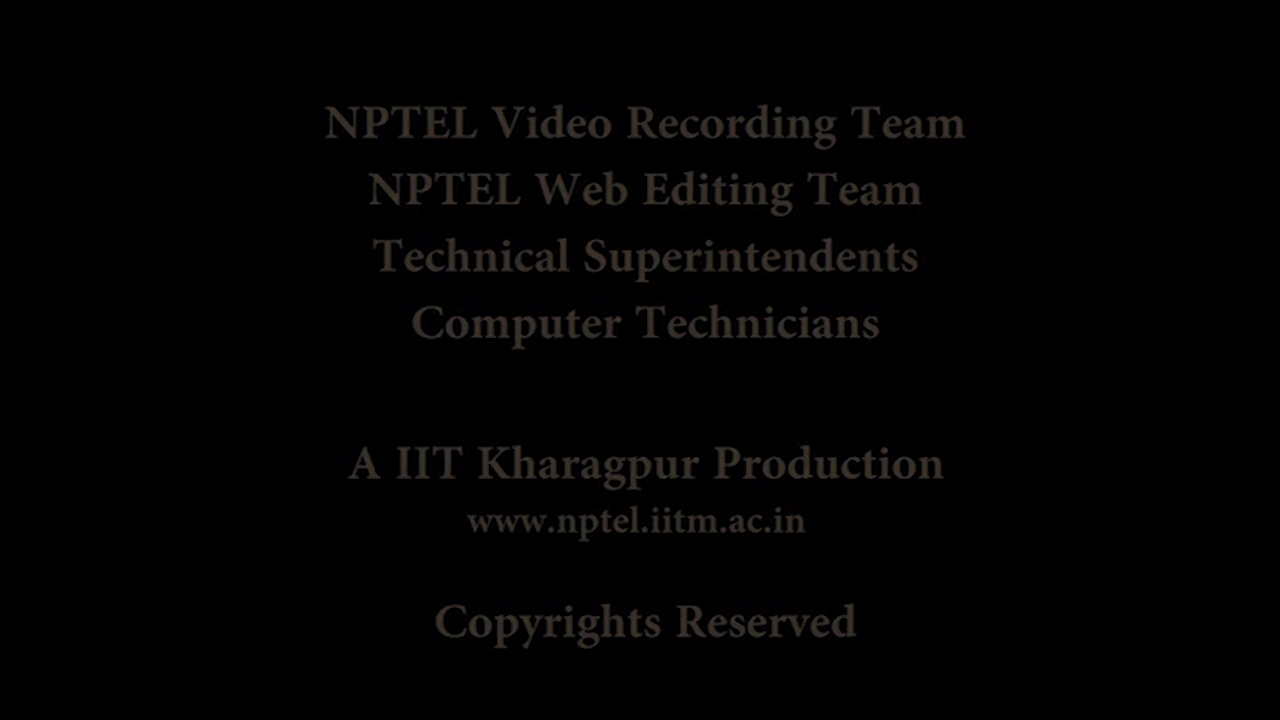 NPTEL Video Recording Team
NPTEL Web Editing Team
Technical Superintendents
Computer Technicians
A IIT Kharagpur Production
www.nptel.iitm.ac.in
Copyrights Reserved